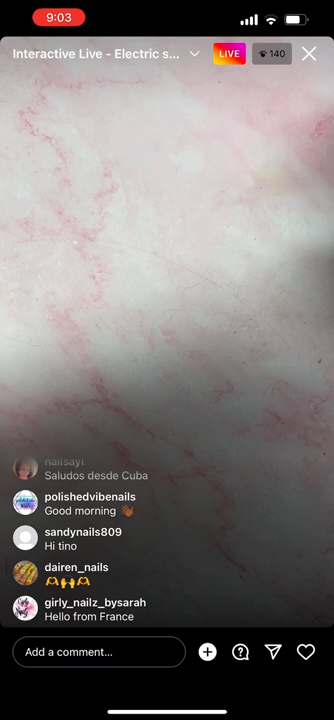 9:03
Interactive Live - Electric s...
LIVE
140
nailsayi
Saludos desde Cuba
polishedvibenails
Good morning 👋🏾
sandynails809
Hi tino
dairen_nails
🫶🙌🫶
girly_nailz_bysarah
Hello from France
Add a comment...